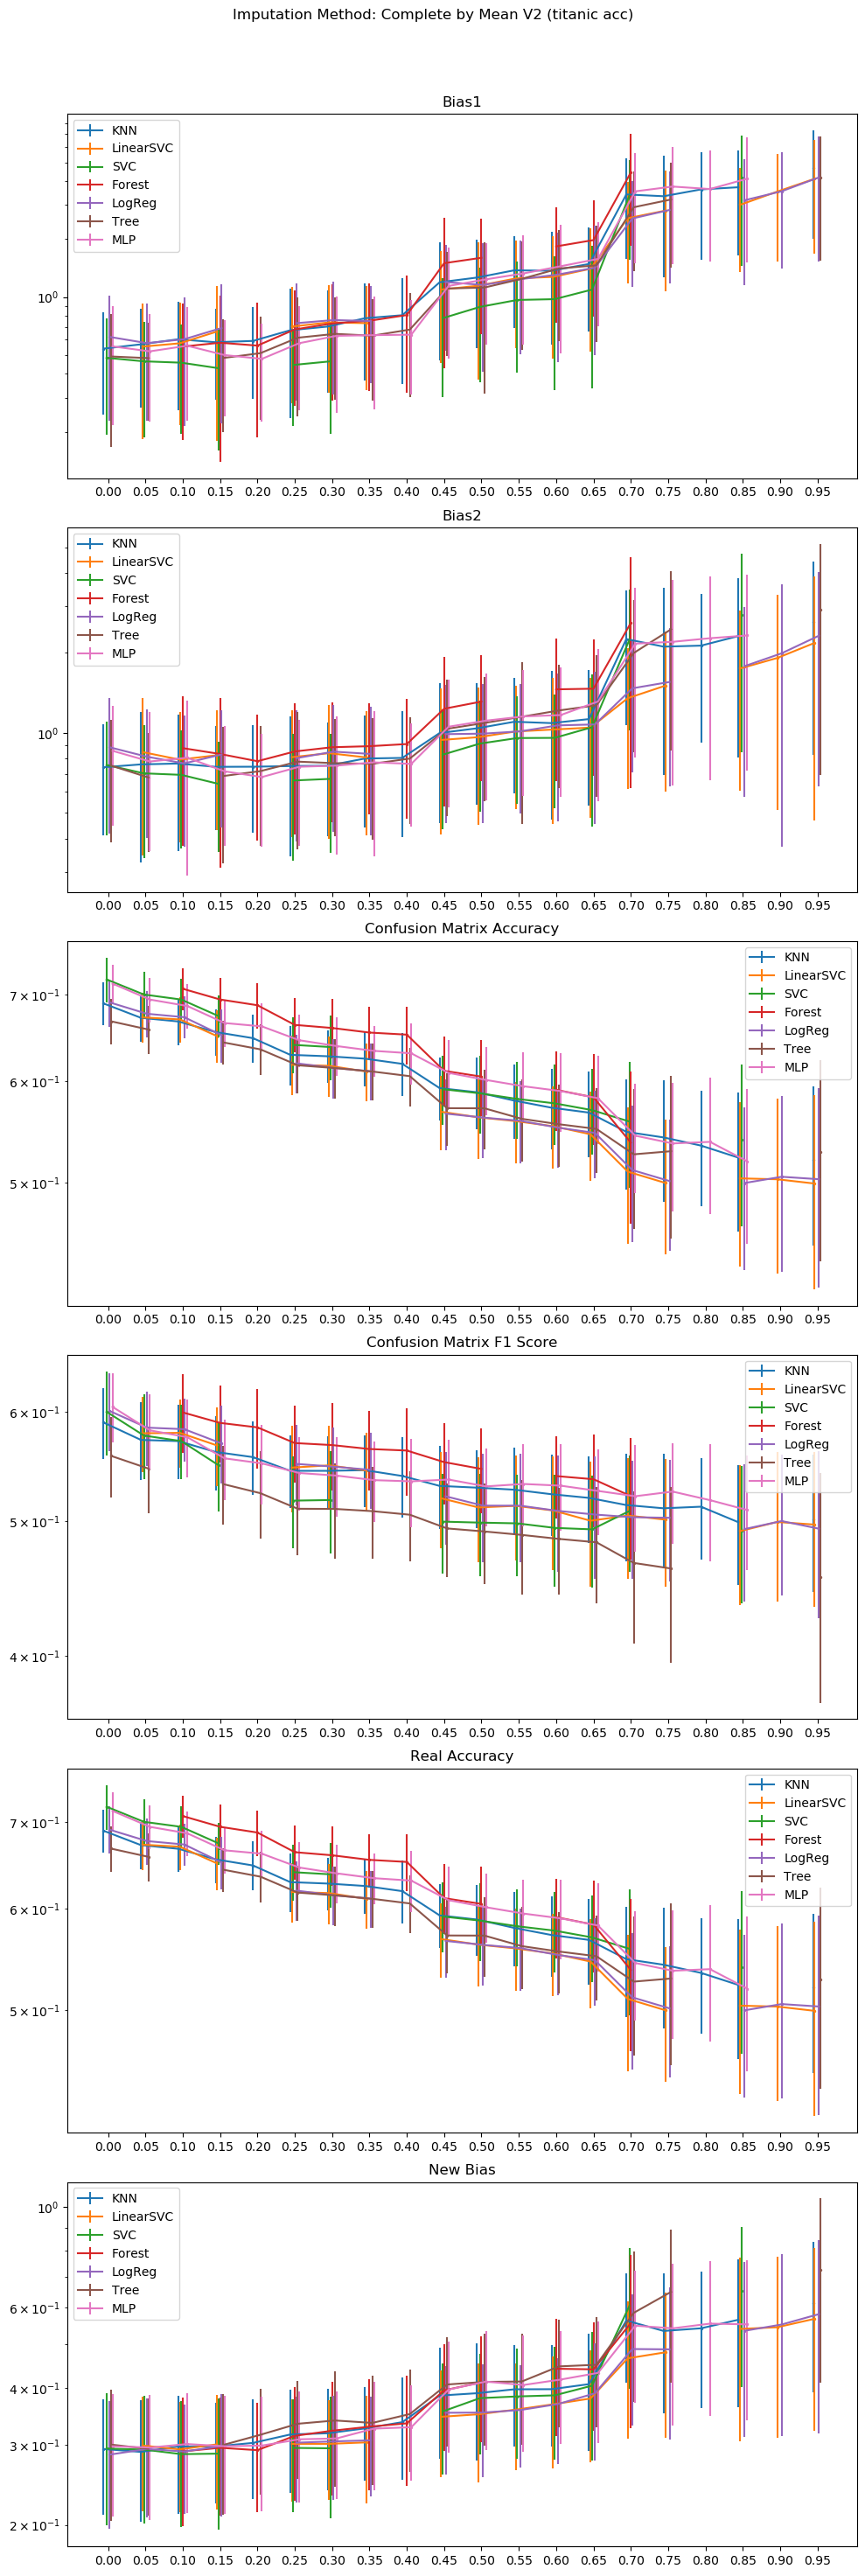 Imputation Method: Complete by Mean V2 (titanic acc)
Bias1
KNN
LinearSVC
SVC
Forest
LogReg
Tree
MLP
10⁰
0.00 0.05 0.10 0.15 0.20 0.25 0.30 0.35 0.40 0.45 0.50 0.55 0.60 0.65 0.70 0.75 0.80 0.85 0.90 0.95
Bias2
KNN
LinearSVC
SVC
Forest
LogReg
Tree
MLP
10⁰
0.00 0.05 0.10 0.15 0.20 0.25 0.30 0.35 0.40 0.45 0.50 0.55 0.60 0.65 0.70 0.75 0.80 0.85 0.90 0.95
Confusion Matrix Accuracy
KNN
LinearSVC
SVC
Forest
LogReg
Tree
MLP
7 × 10⁻¹
6 × 10⁻¹
5 × 10⁻¹
0.00 0.05 0.10 0.15 0.20 0.25 0.30 0.35 0.40 0.45 0.50 0.55 0.60 0.65 0.70 0.75 0.80 0.85 0.90 0.95
Confusion Matrix F1 Score
KNN
LinearSVC
SVC
Forest
LogReg
Tree
MLP
6 × 10⁻¹
5 × 10⁻¹
4 × 10⁻¹
0.00 0.05 0.10 0.15 0.20 0.25 0.30 0.35 0.40 0.45 0.50 0.55 0.60 0.65 0.70 0.75 0.80 0.85 0.90 0.95
Real Accuracy
KNN
LinearSVC
SVC
Forest
LogReg
Tree
MLP
7 × 10⁻¹
6 × 10⁻¹
5 × 10⁻¹
0.00 0.05 0.10 0.15 0.20 0.25 0.30 0.35 0.40 0.45 0.50 0.55 0.60 0.65 0.70 0.75 0.80 0.85 0.90 0.95
New Bias
KNN
LinearSVC
SVC
Forest
LogReg
Tree
MLP
10⁰
6 × 10⁻¹
4 × 10⁻¹
3 × 10⁻¹
2 × 10⁻¹
0.00 0.05 0.10 0.15 0.20 0.25 0.30 0.35 0.40 0.45 0.50 0.55 0.60 0.65 0.70 0.75 0.80 0.85 0.90 0.95